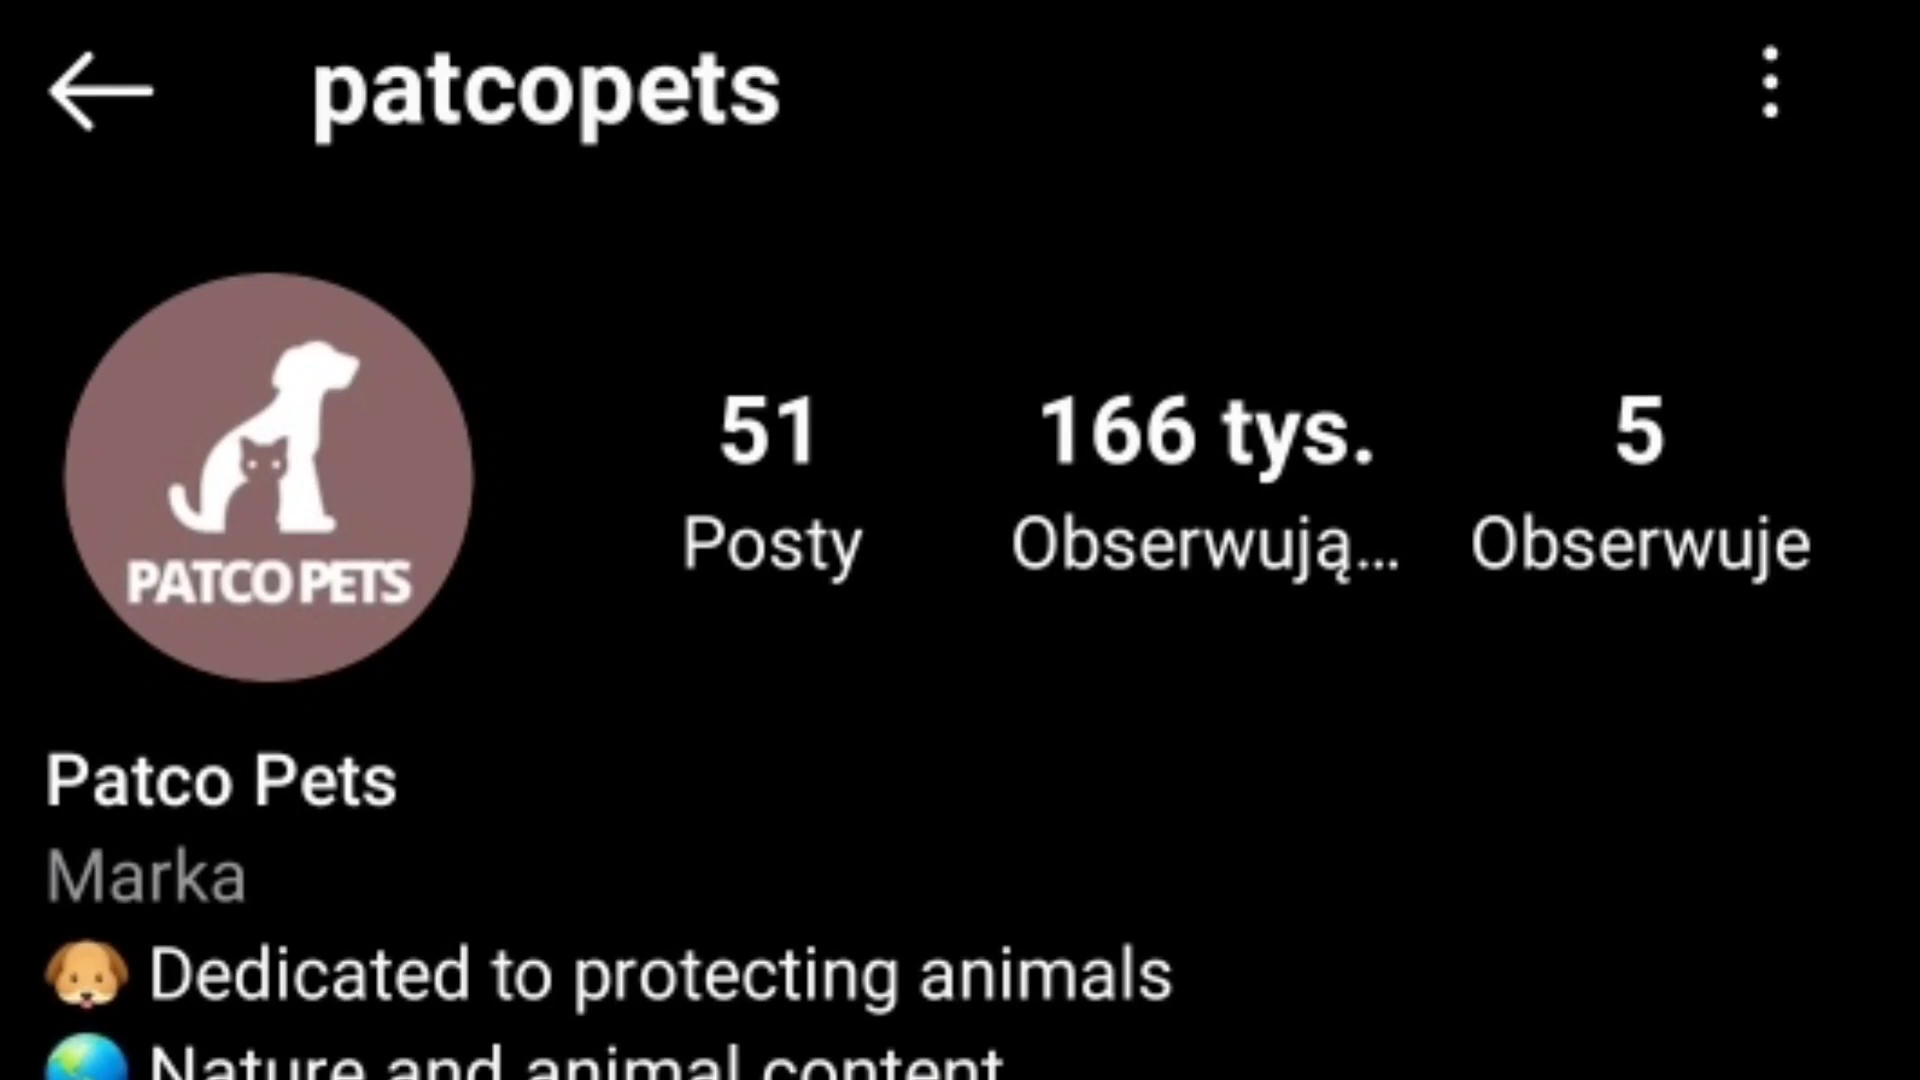 patcopets
PATCO PETS
51
Posty
166 tys.
Obserwują...
5
Obserwuje
Patco Pets
Marka
Dedicated to protecting animals
Nature and animal content